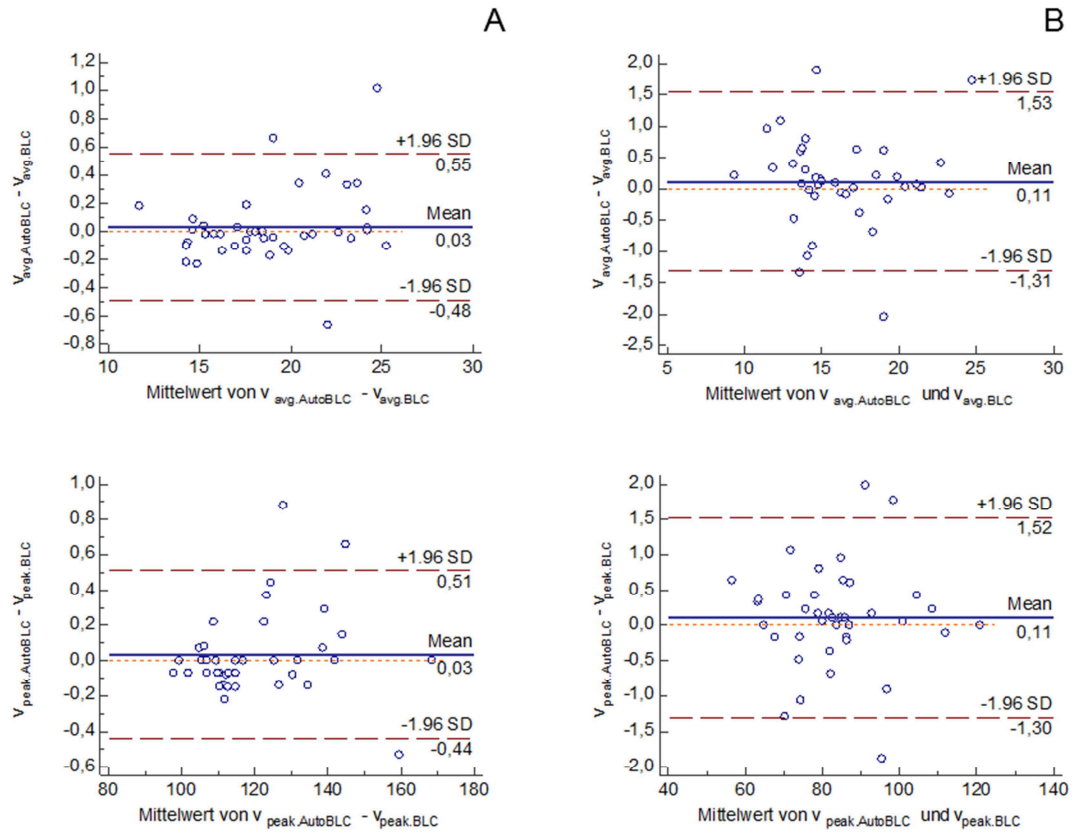 A
1,2
1,0
0,8
0,6
0,4
0,2
0,0
-0,2
-0,4
-0,6
-0,8
v avg.AutoBLC - v avg.BLC
+1.96 SD
0,55
Mean
0,03
-1.96 SD
-0,48
10 15 20 25 30
Mittelwert von v avg.AutoBLC - v avg.BLC
B
2,0
1,5
1,0
0,5
0,0
-0,5
-1,0
-1,5
-2,0
-2,5
v avg.AutoBLC - v avg.BLC
+1.96 SD
1,53
Mean
0,11
-1.96 SD
-1,31
5 10 15 20 25 30
Mittelwert von v avg.AutoBLC und v avg.BLC
1,0
0,8
0,6
0,4
0,2
0,0
-0,2
-0,4
-0,6
v peak.AutoBLC - v peak.BLC
+1.96 SD
0,51
Mean
0,03
-1.96 SD
-0,44
80 100 120 140 160 180
Mittelwert von v peak.AutoBLC - v peak.BLC
2,0
1,5
1,0
0,5
0,0
-0,5
-1,0
-1,5
-2,0
v peak.AutoBLC - v peak.BLC
+1.96 SD
1,52
Mean
0,11
-1.96 SD
-1,30
40 60 80 100 120 140
Mittelwert von v peak.AutoBLC und v peak.BLC